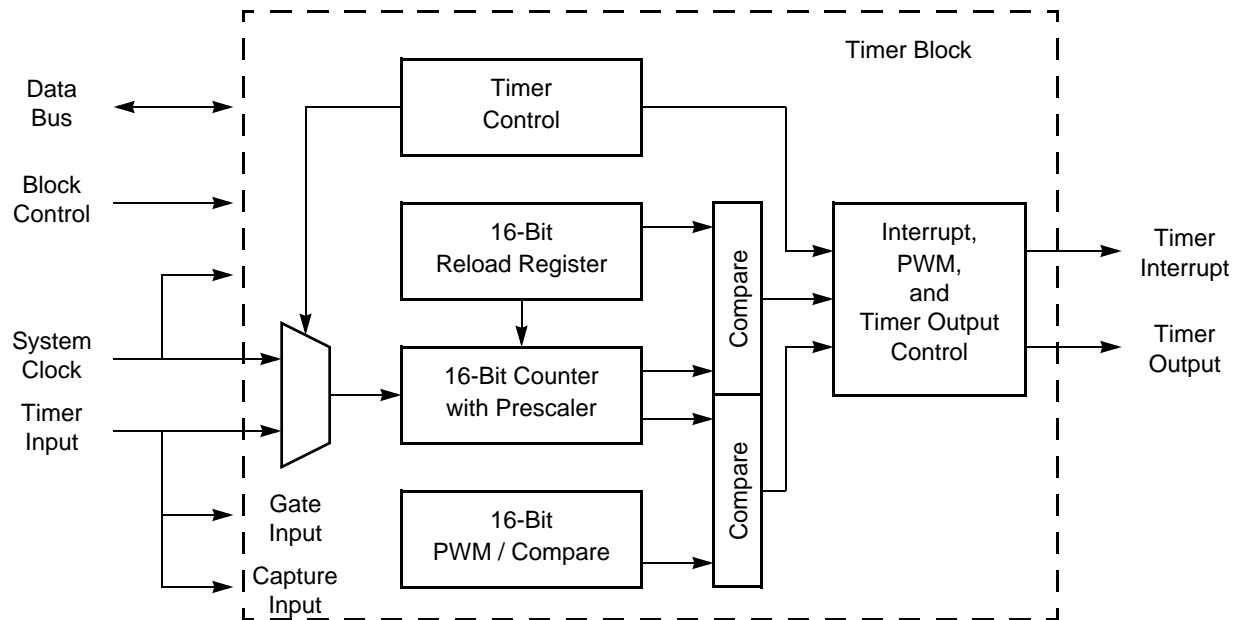 Timer Block
Data
Bus
Timer
Control
Block
Control
16-Bit
Reload Register
Compare
Interrupt,
PWM,
and
Timer Output
Control
Timer
Interrupt
System
Clock
16-Bit Counter
with Prescaler
Timer
Output
Timer
Input
Compare
Gate
Input
16-Bit
PWM / Compare
Capture
Input